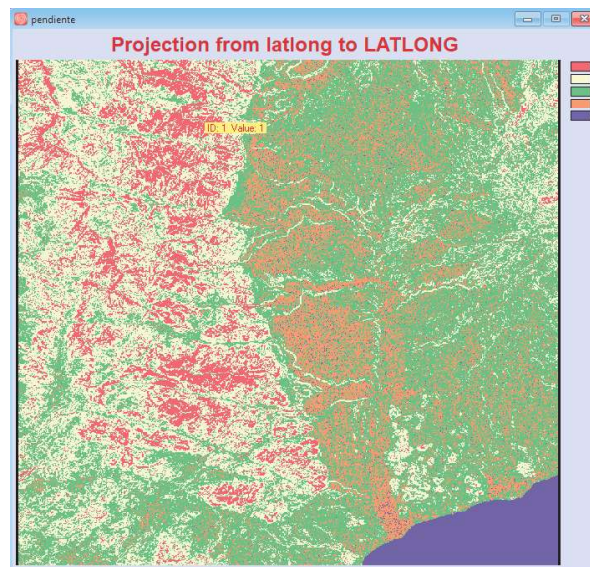 pendiente
Projection from latlong to LATLONG
ID: 1 Value: 1